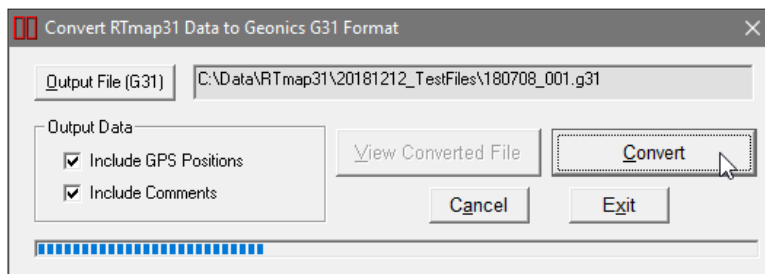 Convert RTmap31 Data to Geonics G31 Format
Output File (G31) C:\Data\RTmap31\20181212_TestFiles\180708_001.g31
Output Data
Include GPS Positions
Include Comments
View Converted File
Convert
Cancel
Exit